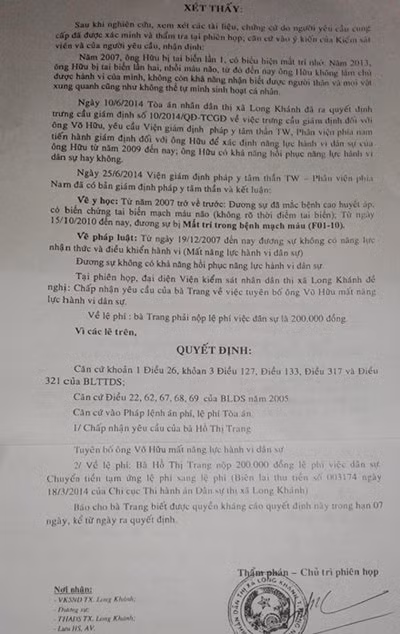 XÉT THẤY:
Sau khi nghiên cứu, xem xét các tài liệu, chứng cứ do người yêu cầu cung
cấp đã được xác minh và thẩm tra tại phiên họp; căn cứ vào ý kiến của Kiểm sát
viên và của người yêu cầu, nhận định:
Năm 2007, ông Hữu bị tai biến lần 1, có biểu hiện mất trí nhớ. Năm 2013,
ông Hữu bị tai biến lần hai, nhồi máu não, từ đó đến nay ông Hữu không làm chủ
được hành vi của mình, không còn khả năng nhận biết được người thân và mọi vật
xung quanh cũng như không thể tự mình sinh hoạt cá nhân.
Ngày 10/6/2014 Tòa án nhân dân thị xã Long Khánh đã ra quyết định
trưng cầu giám định số 10/2014/QĐ-TCGĐ về việc trưng cầu giám định đối với
ông Võ Hữu, yêu cầu Viện giám định pháp y tâm thần TW, Phân viện phía nam
tiến hành giám định đối với ông Hữu để xác định năng lực hành vi dân sự của
ông Hữu từ năm 2009 đến nay; ông Hữu có khả năng hồi phục năng lực hành vi
dân sự hay không.
Ngày 25/6/2014 Viện giám định pháp y tâm thần TW – Phân viện phía
Nam đã có bản giám định pháp y tâm thần và kết luận:
Về y học: Từ năm 2007 trở về trước: Đương sự đã mắc bệnh cao huyết áp,
có biến chứng tai biến mạch máu não (không rõ thời điểm tai biến); Từ ngày
15/10/2010 đến nay, đương sự bị Mất trí trong bệnh mạch máu (F01-10).
Về pháp luật: Từ ngày 19/12/2007 đến nay đương sự không có năng lực
nhận thức và điều khiển hành vi (Mất năng lực hành vi dân sự)
Đương sự không có khả năng hồi phục năng lực hành vi dân sự.
Tại phiên họp, đại diện Viện kiểm sát nhân dân thị xã Long Khánh đề
nghị: Chấp nhận yêu cầu của bà Trang về việc tuyên bố ông Võ Hữu mất năng
lực hành vi dân sự.
Về lệ phí : bà Trang phải nộp lệ phí việc dân sự là 200.000 đồng.
Vì các lẽ trên,
QUYẾT ĐỊNH:
Căn cứ khoản 1 Điều 26, khỏan 3 Điều 127, Điều 133, Điều 317 và Điều
321 của BLTTDS;
Căn cứ Điều 22, 62, 67, 68, 69 của BLDS năm 2005.
Căn cứ vào Pháp lệnh án phí, lệ phí Tòa án.
1/ Chấp nhận yêu cầu của bà Hồ Thị Trang
Tuyên bố ông Võ Hữu mất năng lực hành vi dân sự
2/ Về lệ phí: Bà Hồ Thị Trang nộp 200.000 đồng lệ phí việc dân sự.
Chuyển tiền tạm ứng lệ phí sang lệ phí (Biên lai thu tiền số 003174 ngày
18/3/2014 của Chi cục Thi hành án Dân sự thị xã Long Khánh)
Báo cho bà Trang biết được quyền kháng cáo quyết định này trong hạn 07
ngày, kể từ ngày ra quyết định.
Thẩm phán – Chủ trì phiên họp
Nơi nhận:
- VKSND TX. Long Khánh;
- Đương sự;
- THADS TX. Long Khánh;
- Lưu HS, AV.